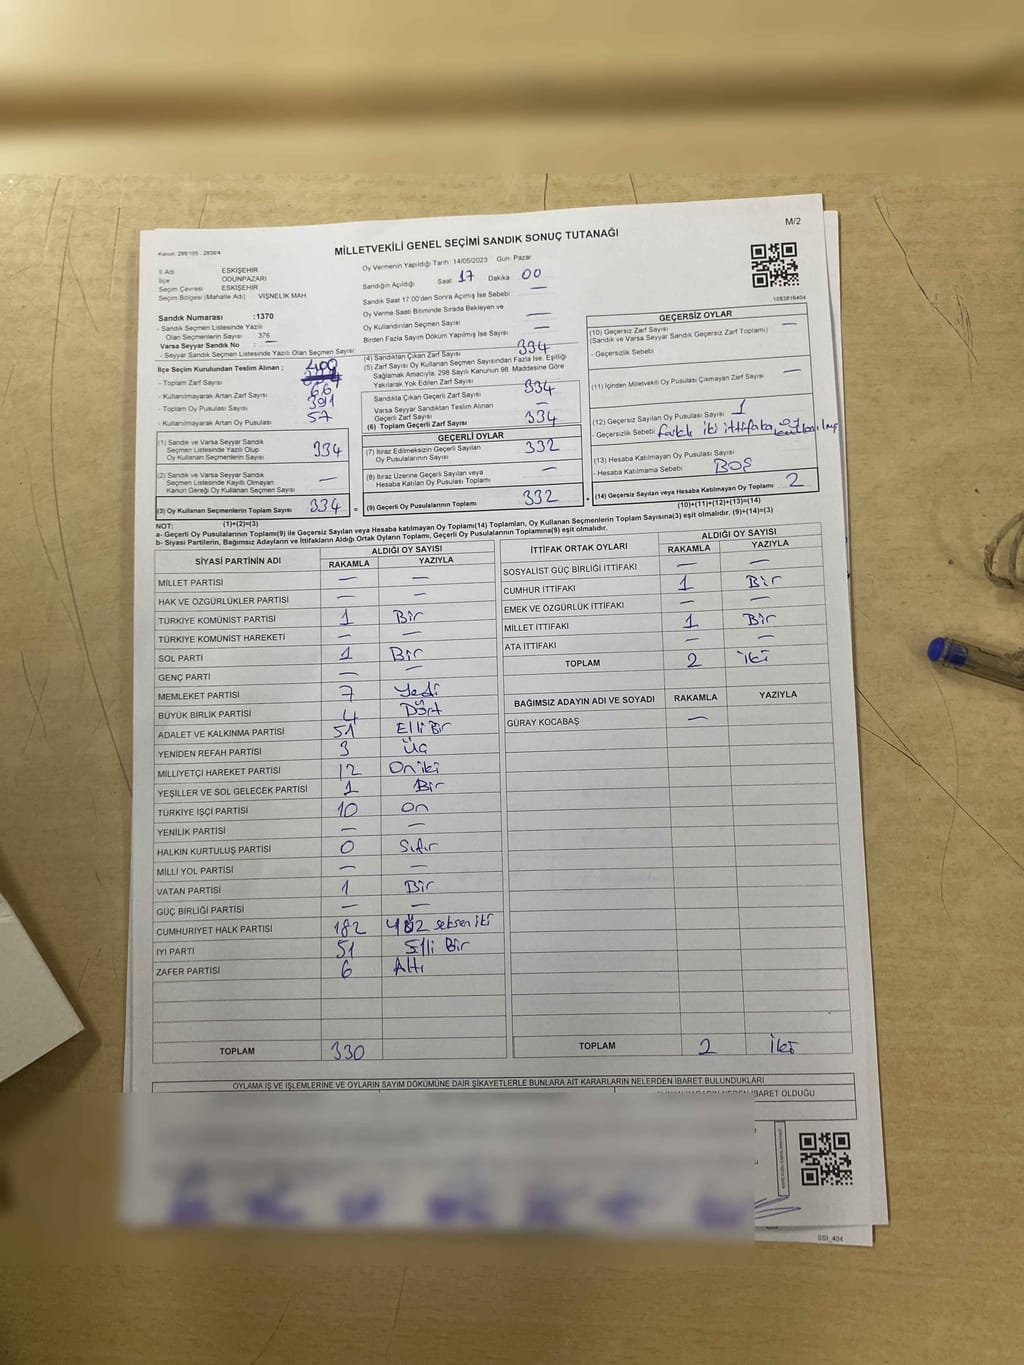 M/2
Kanun: 298/105 - 2839/4
MİLLETVEKİLİ GENEL SEÇİMİ SANDIK SONUÇ TUTANAĞI
İl Adı ESKİŞEHİR
İlçe ODUNPAZARI
Seçim Çevresi ESKİŞEHİR
Seçim Bölgesi (Mahalle Adı) VİŞNELİK MAH
Oy Vermenin Yapıldığı Tarih 14/05/2023 Gün Pazar
Sandığın Açıldığı Saat 17 Dakika 00
Sandık Saat 17:00'den Sonra Açımış İse Sebebi —
Oy Verme Saati Bitiminde Sırada Bekleyen ve
Oy Kullandırılan Seçmen Sayısı —
Birden Fazla Sayım Döküm Yapılmış İse Sayısı —
1083816404
Sandık Numarası :1370
- Sandık Seçmen Listesinde Yazılı
Olan Seçmenlerin Sayısı 376
Varsa Seyyar Sandık No : —
- Seyyar Sandık Seçmen Listesinde Yazılı Olan Seçmen Sayısı
İlçe Seçim Kurulundan Teslim Alınan ; 400
- Toplam Zarf Sayısı
- Kullanılmayarak Artan Zarf Sayısı 66
- Toplam Oy Pusulası Sayısı 391
- Kullanılmayarak Artan Oy Pusulası 57
(1) Sandık ve Varsa Seyyar Sandık
Seçmen Listesinde Yazılı Olup
Oy Kullanan Seçmenlerin Sayısı 334
(2) Sandık ve Varsa Seyyar Sandık
Seçmen Listesinde Kayıtlı Olmayan
Kanun Gereği Oy Kullanan Seçmen Sayısı —
(3) Oy Kullanan Seçmenlerin Toplam Sayısı 334
(1)+(2)=(3)
(4) Sandıktan Çıkan Zarf Sayısı 334
(5) Zarf Sayısı Oy Kullanan Seçmen Sayısından Fazla İse, Eşitliği
Sağlamak Amacıyla, 298 Sayılı Kanunun 98. Maddesine Göre
Yakılarak Yok Edilen Zarf Sayısı
Sandıkta Çıkan Geçerli Zarf Sayısı 334
Varsa Seyyar Sandıktan Teslim Alınan
Geçerli Zarf Sayısı —
(6) Toplam Geçerli Zarf Sayısı 334
GEÇERLİ OYLAR
(7) İtiraz Edilmeksizin Geçerli Sayılan
Oy Pusulalarının Sayısı 332
(8) İtiraz Üzerine Geçerli Sayılan veya
Hesaba Katılan Oy Pusulası Toplamı —
(9) Geçerli Oy Pusulalarının Toplamı 332
GEÇERSİZ OYLAR
(10) Geçersiz Zarf Sayısı —
(Sandık ve Varsa Seyyar Sandık Geçersiz Zarf Toplamı)
- Geçersizlik Sebebi
(11) İçinden Milletvekili Oy Pusulası Çıkmayan Zarf Sayısı —
(12) Geçersiz Sayılan Oy Pusulası Sayısı 1
- Geçersizlik Sebebi farklı iki ittifaka oy
(13) Hesaba Katılmayan Oy Pusulası Sayısı
- Hesaba Katılmama Sebebi BOŞ
(14) Geçersiz Sayılan veya Hesaba Katılmayan Oy Toplamı 2
(10)+(11)+(12)+(13)=(14)
NOT:
a- Geçerli Oy Pusulalarının Toplamı(9) ile Geçersiz Sayılan veya Hesaba katılmayan Oy Toplamı(14) Toplamları, Oy Kullanan Seçmenlerin Toplam Sayısına(3) eşit olmalıdır. (9)+(14)=(3)
b- Siyasi Partilerin, Bağımsız Adayların ve İttifakların Aldığı Ortak Oyların Toplamı, Geçerli Oy Pusulalarının Toplamına(9) eşit olmalıdır.
SİYASİ PARTİNİN ADI ALDIĞI OY SAYISI
RAKAMLA YAZIYLA
MİLLET PARTİSİ — —
HAK VE ÖZGÜRLÜKLER PARTİSİ — —
TÜRKİYE KOMÜNİST PARTİSİ 1 Bir
TÜRKİYE KOMÜNİST HAREKETİ — —
SOL PARTİ 1 Bir
GENÇ PARTİ — —
MEMLEKET PARTİSİ 7 Yedi
BÜYÜK BİRLİK PARTİSİ 4 Dört
ADALET VE KALKINMA PARTİSİ 51 Elli Bir
YENİDEN REFAH PARTİSİ 3 Üç
MİLLİYETÇİ HAREKET PARTİSİ 12 On iki
YEŞİLLER VE SOL GELECEK PARTİSİ 1 Bir
TÜRKİYE İŞÇİ PARTİSİ 10 On
YENİLİK PARTİSİ — —
HALKIN KURTULUŞ PARTİSİ 0 Sıfır
MİLLİ YOL PARTİSİ — —
VATAN PARTİSİ 1 Bir
GÜÇ BİRLİĞİ PARTİSİ — —
CUMHURİYET HALK PARTİSİ 182 Yüz seksen iki
İYİ PARTİ 51 Elli Bir
ZAFER PARTİSİ 6 Altı
TOPLAM 330
İTTİFAK ORTAK OYLARI ALDIĞI OY SAYISI
RAKAMLA YAZIYLA
SOSYALİST GÜÇ BİRLİĞİ İTTİFAKI — —
CUMHUR İTTİFAKI 1 Bir
EMEK VE ÖZGÜRLÜK İTTİFAKI — —
MİLLET İTTİFAKI 1 Bir
ATA İTTİFAKI — —
TOPLAM 2 iki
BAĞIMSIZ ADAYIN ADI VE SOYADI RAKAMLA YAZIYLA
GÜRAY KOCABAŞ —
TOPLAM 2 İki
OYLAMA İŞ VE İŞLEMLERİNE VE OYLARIN SAYIM DÖKÜMÜNE DAİR ŞİKAYETLERLE BUNLARA AİT KARARLARIN NELERDEN İBARET BULUNDUKLARI
İBARET OLDUĞU
SSİ_404